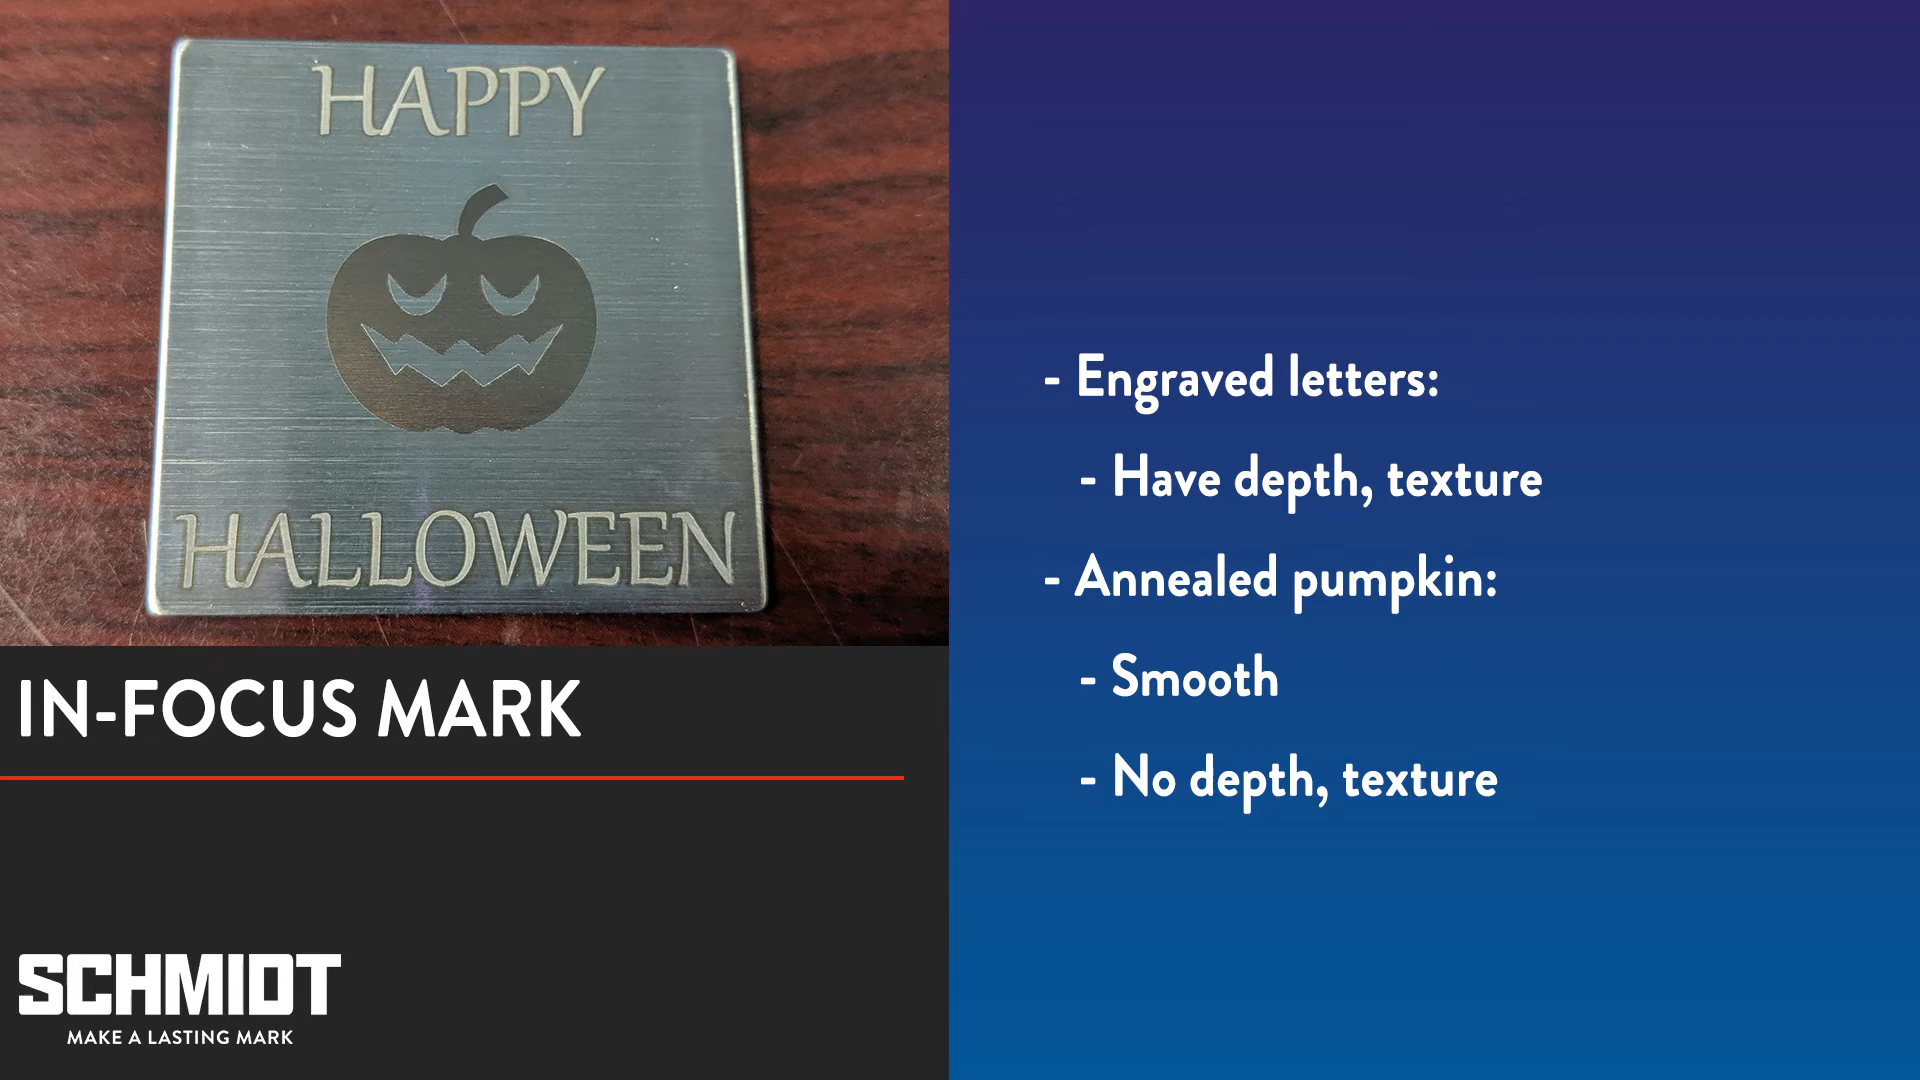 HAPPY
HALLOWEEN
IN-FOCUS MARK
SCHMIDT
MAKE A LASTING MARK
- Engraved letters:
- Have depth, texture
- Annealed pumpkin:
- Smooth
- No depth, texture